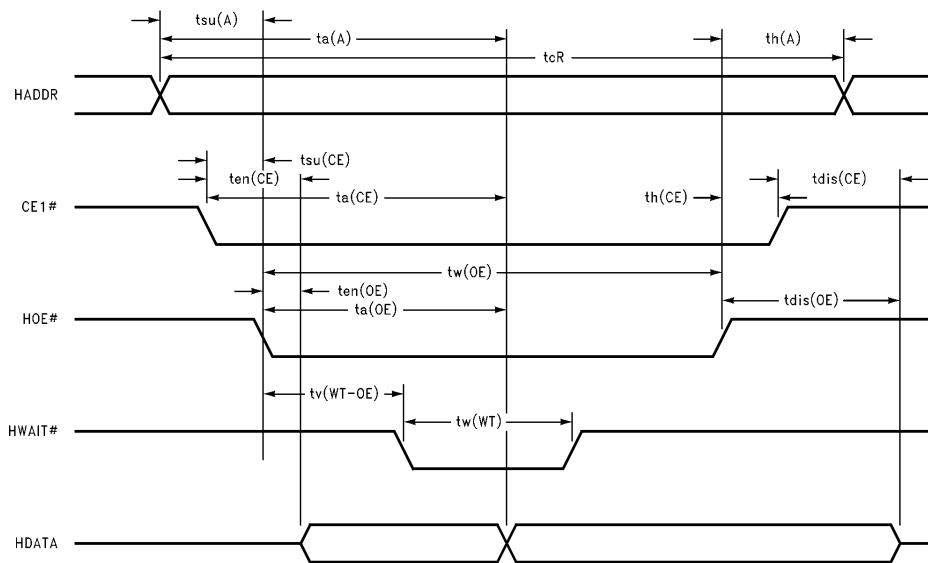 tsu(A)
ta(A)
th(A)
tcR
HADDR
tsu(CE)
ten(CE)
tdis(CE)
ta(CE)
th(CE)
CE1#
tw(OE)
ten(OE)
ta(OE)
tdis(OE)
HOE#
tv(WT-OE)
tw(WT)
HWAIT#
HDATA